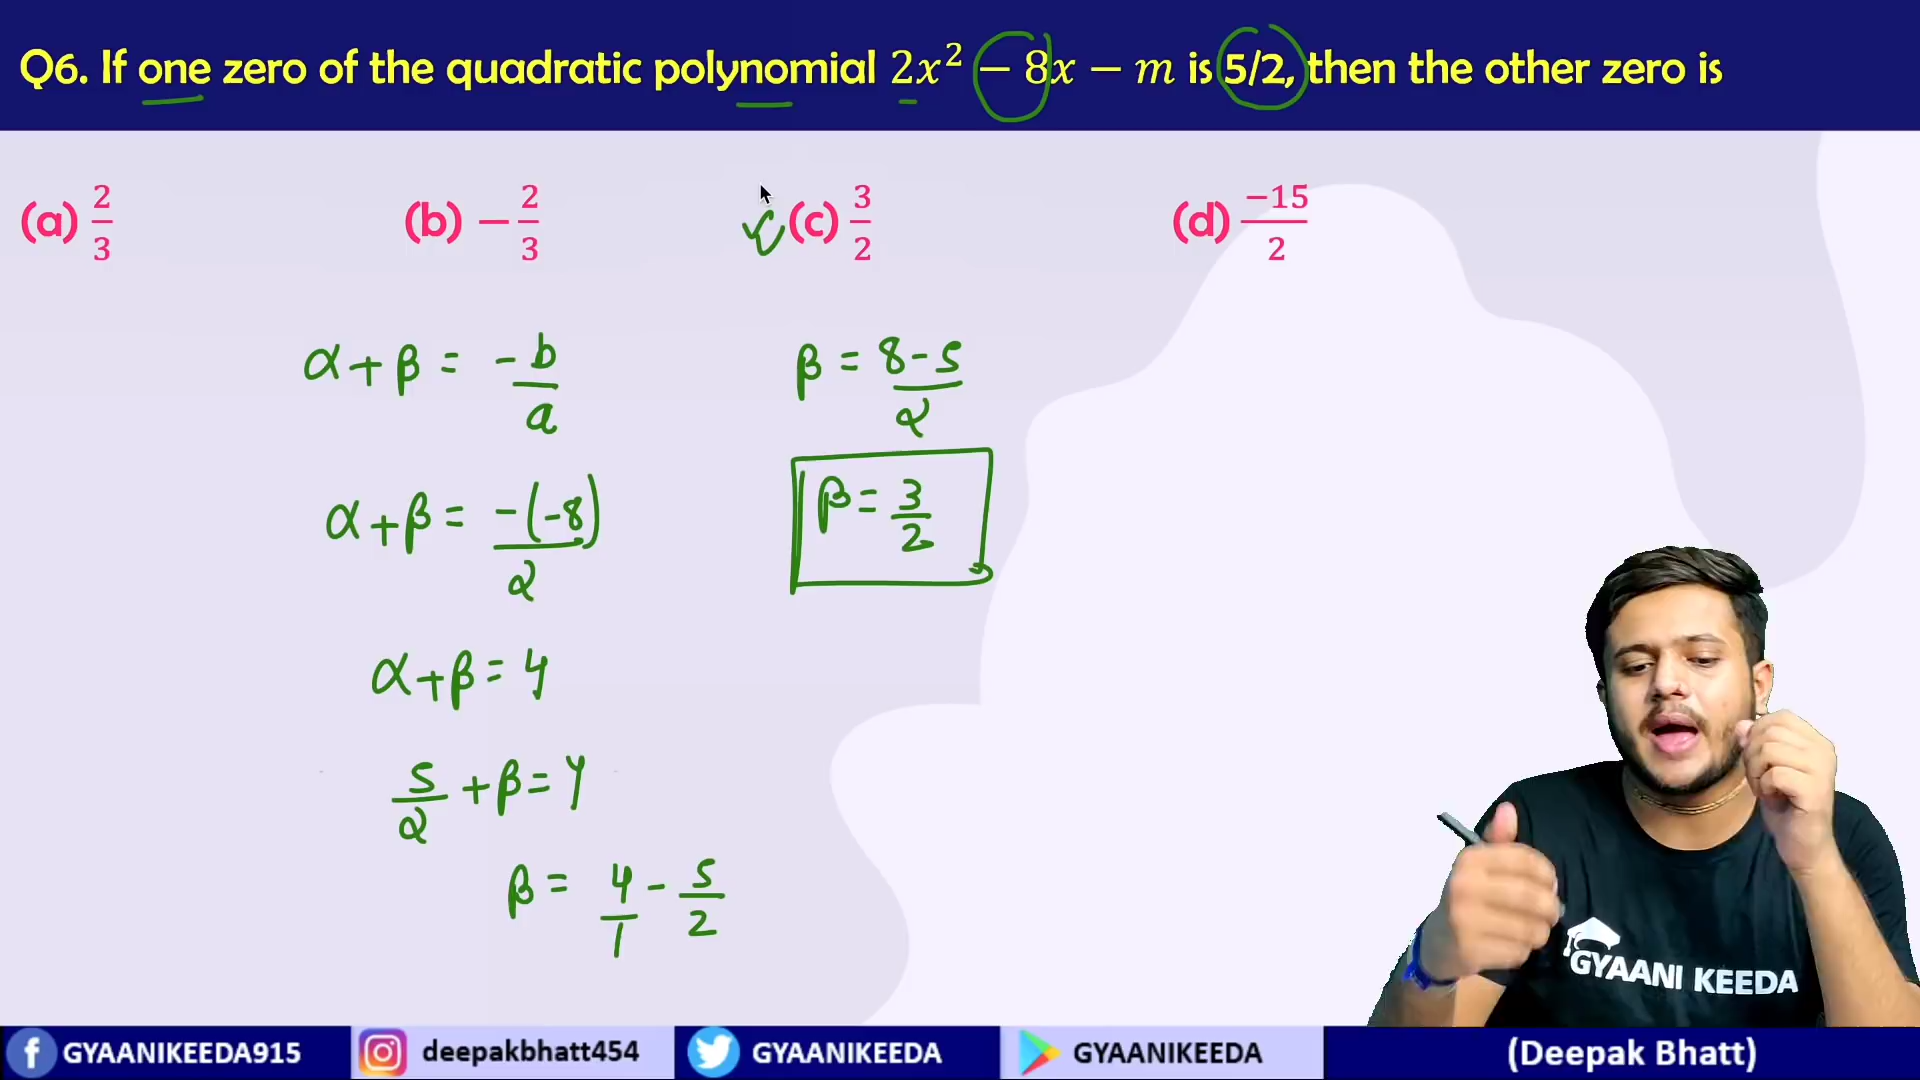 Q6. If one zero of the quadratic polynomial 2x² − 8x − m is 5/2, then the other zero is
(a) 2/3 (b) −2/3 (c) 3/2 (d) −15/2
α + β = -b/a
α + β = -(-8)/2
α + β = 4
5/2 + β = 4
β = 4/1 - 5/2
β = 8-5/2
β = 3/2
GYAANI KEEDA
GYAANIKEEDA915 deepakbhatt454 GYAANIKEEDA GYAANIKEEDA (Deepak Bhatt)